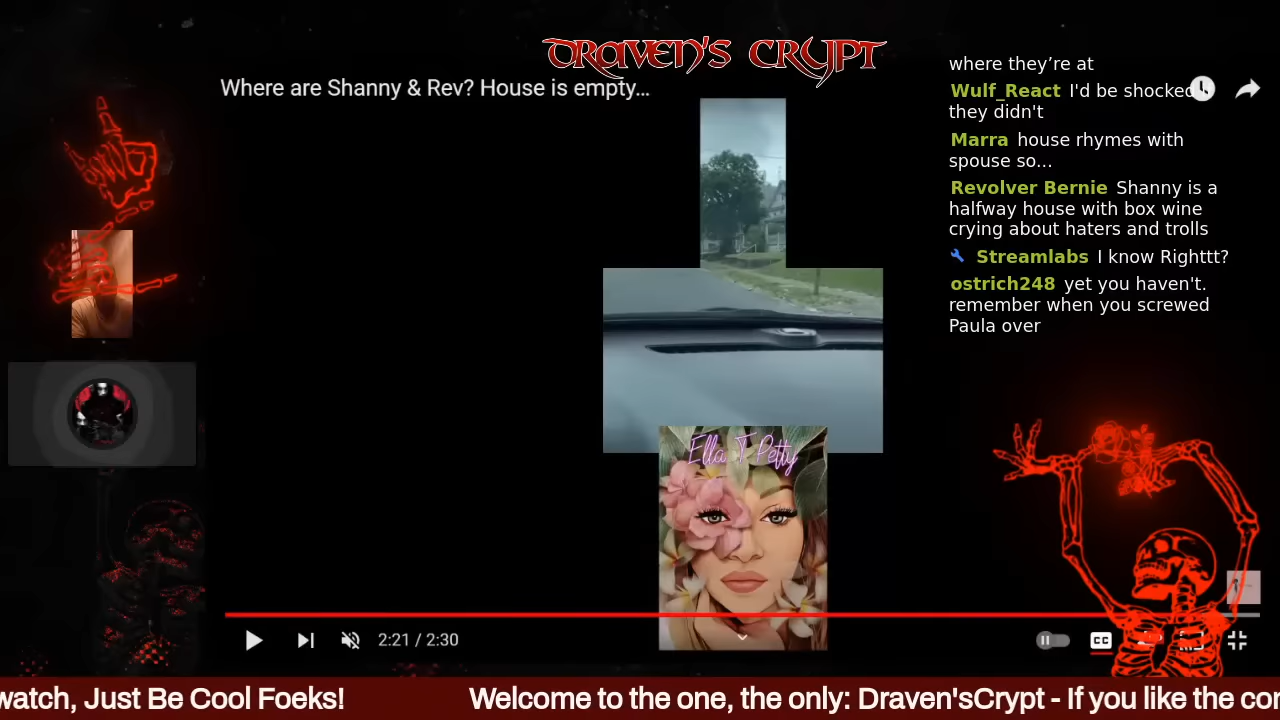 DRAVEN'S CRYPT
Where are Shanny & Rev? House is empty...
where they're at
Wulf_React I'd be shocked
they didn't
Marra house rhymes with
spouse so...
Revolver Bernie Shanny is a
halfway house with box wine
crying about haters and trolls
Streamlabs I know Righttt?
ostrich248 yet you haven't.
remember when you screwed
Paula over
Ella T Petty
2:21 / 2:30
CC
watch, Just Be Cool Foeks!
Welcome to the one, the only: Draven'sCrypt - If you like the